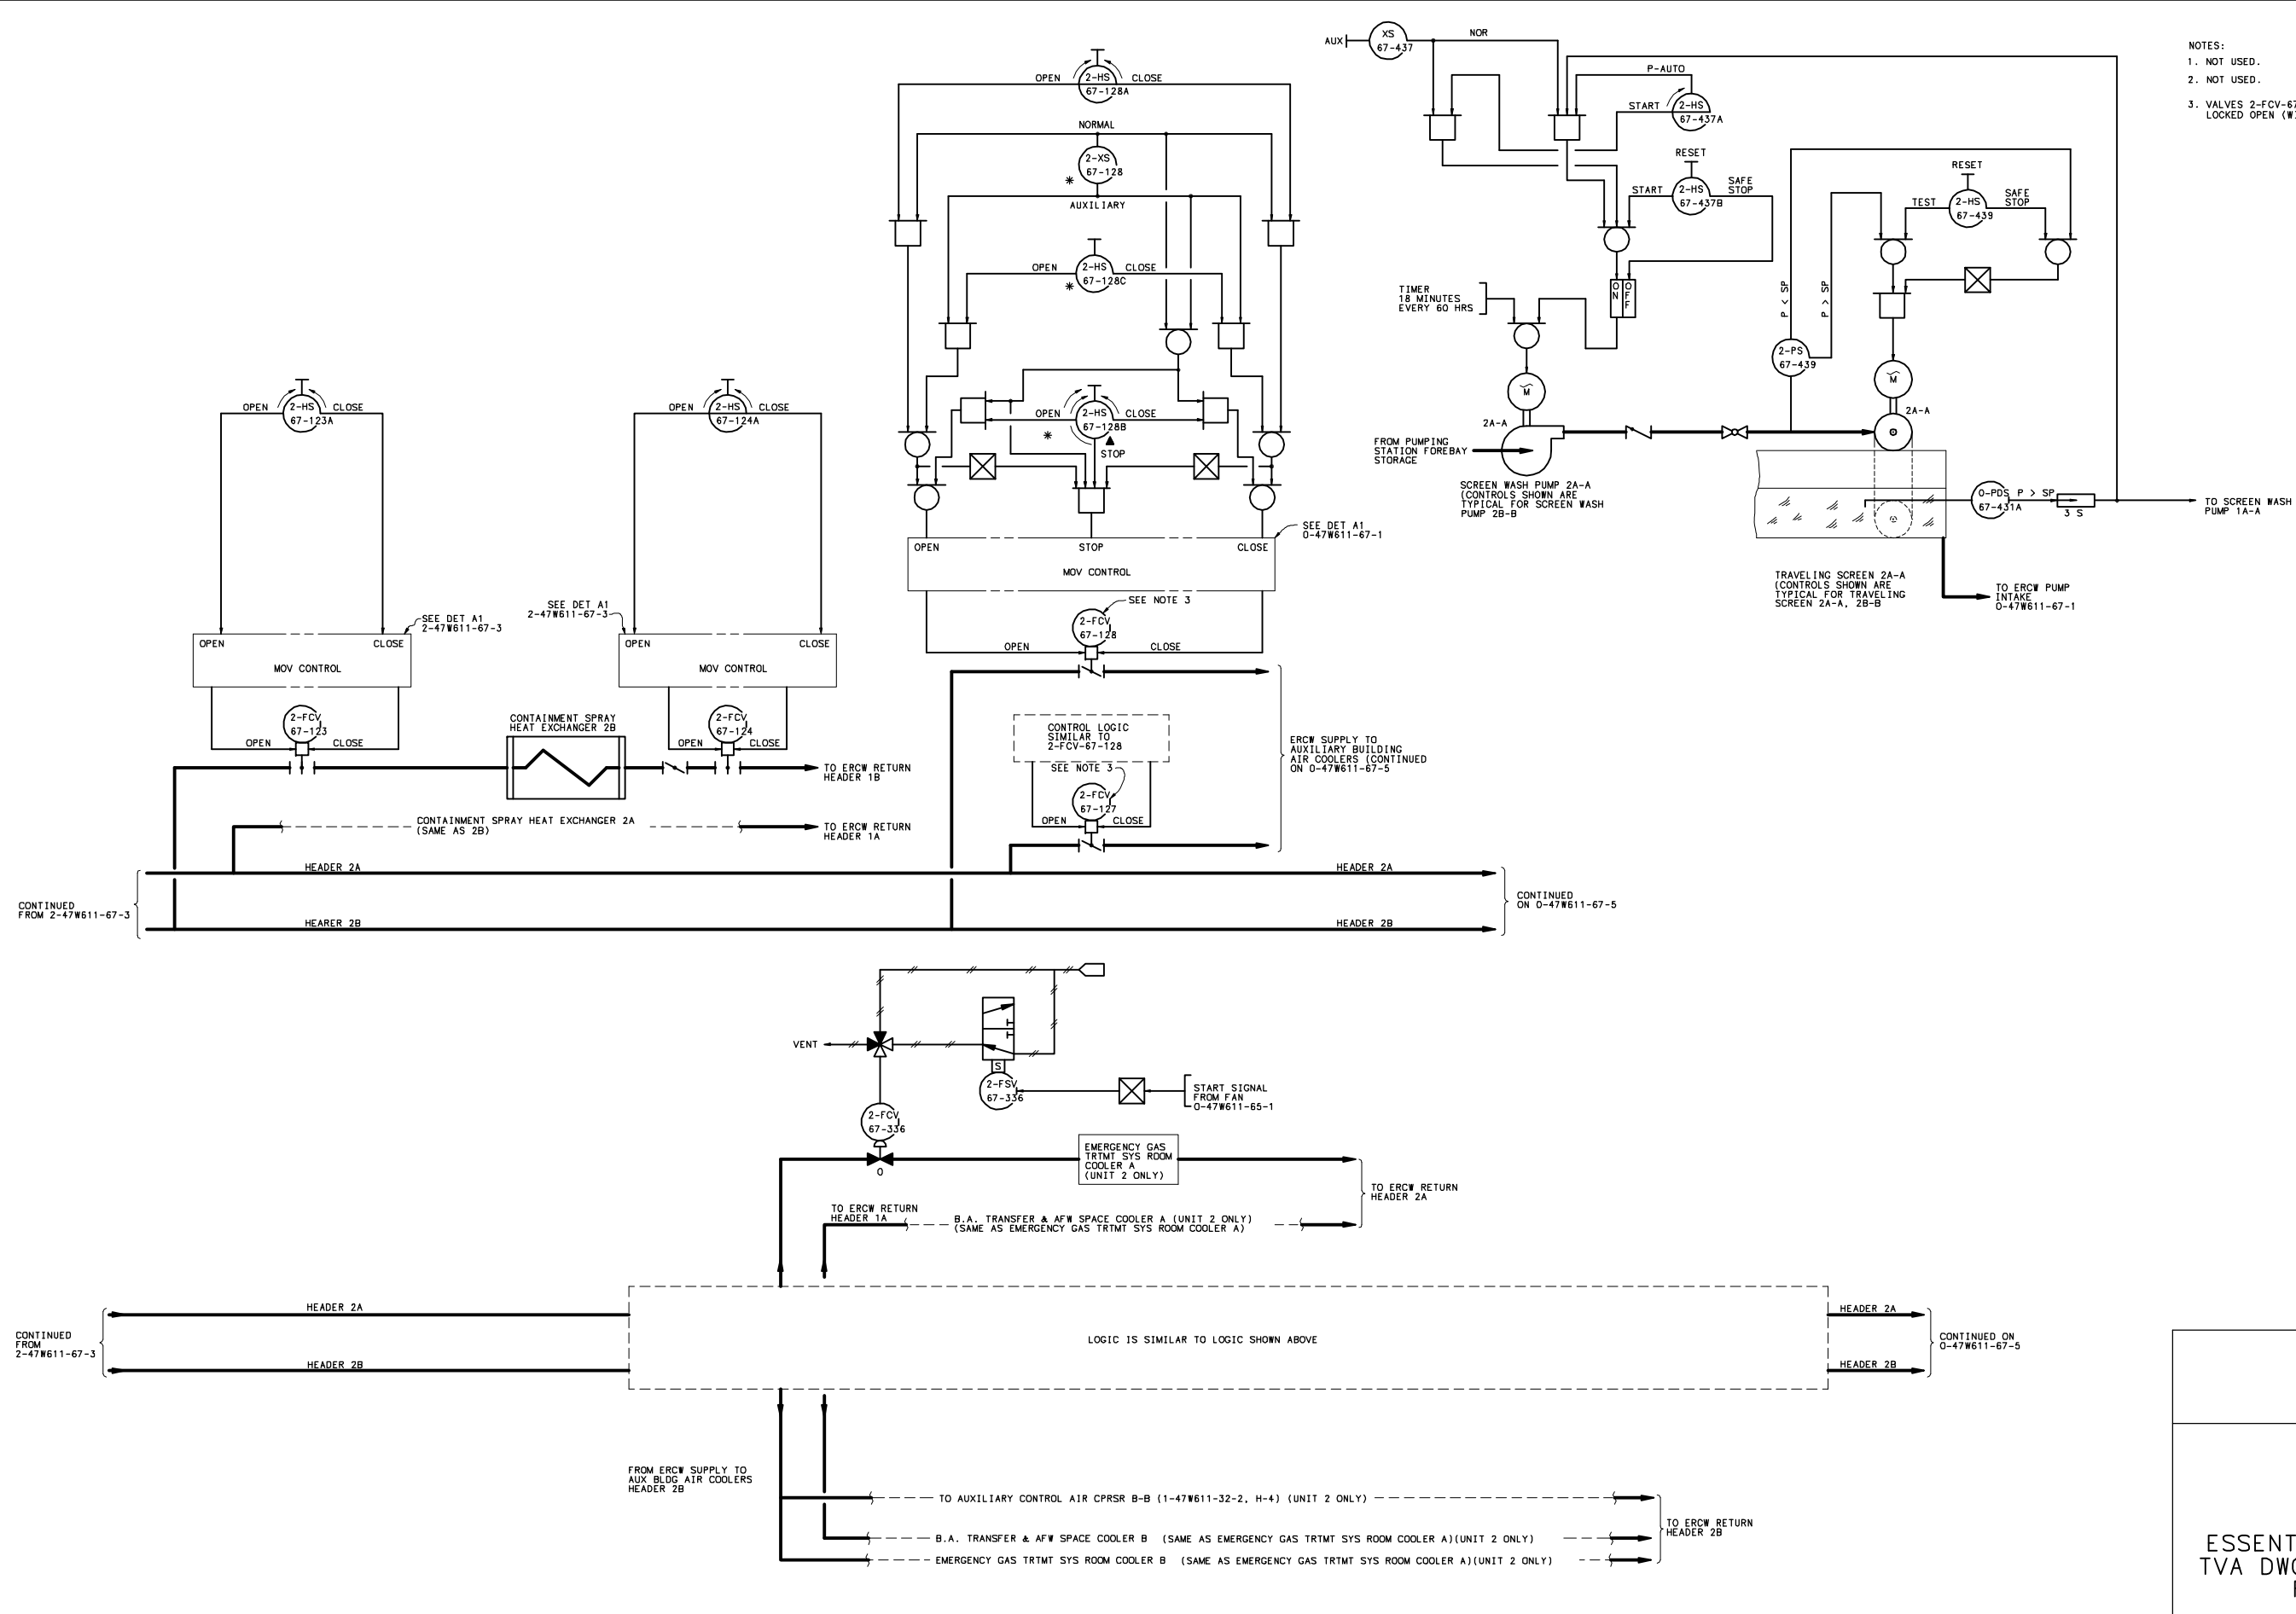 AUX
XS
67-437
NOR
P-AUTO
START
2-HS
67-437A
RESET
START
2-HS
67-437B
SAFE
STOP
RESET
TEST
2-HS
67-439
SAFE
STOP
NOTES:
1. NOT USED.
2. NOT USED.
3. VALVES 2-FCV-67
LOCKED OPEN
OPEN
2-HS
67-128A
CLOSE
NORMAL
2-XS
67-128
*
AUXILIARY
OPEN
2-HS
67-128C
CLOSE
*
OPEN
2-HS
67-128B
CLOSE
*
STOP
TIMER
18 MINUTES
EVERY 60 HRS
ON
OFF
P < SP
P > SP
2-PS
67-439
M
M
2A-A
2A-A
FROM PUMPING
STATION FOREBAY
STORAGE
SCREEN WASH PUMP 2A-A
(CONTROLS SHOWN ARE
TYPICAL FOR SCREEN WASH
PUMP 2B-B
0-PDS
67-431A
P > SP
3 S
TO SCREEN WASH
PUMP 1A-A
TRAVELING SCREEN 2A-A
(CONTROLS SHOWN ARE
TYPICAL FOR TRAVELING
SCREEN 2A-A, 2B-B
TO ERCW PUMP
INTAKE
0-47W611-67-1
OPEN
2-HS
67-123A
CLOSE
OPEN
2-HS
67-124A
CLOSE
OPEN
STOP
CLOSE
MOV CONTROL
SEE DET A1
0-47W611-67-1
SEE NOTE 3
2-FCV
67-128
OPEN
CLOSE
SEE DET A1
2-47W611-67-3
SEE DET A1
2-47W611-67-3
OPEN
CLOSE
MOV CONTROL
OPEN
CLOSE
MOV CONTROL
2-FCV
67-123
OPEN
CLOSE
CONTAINMENT SPRAY
HEAT EXCHANGER 2B
2-FCV
67-124
OPEN
CLOSE
TO ERCW RETURN
HEADER 1B
CONTROL LOGIC
SIMILAR TO
2-FCV-67-128
SEE NOTE 3
2-FCV
67-127
OPEN
CLOSE
ERCW SUPPLY TO
AUXILIARY BUILDING
AIR COOLERS (CONTINUED
ON 0-47W611-67-5
CONTAINMENT SPRAY HEAT EXCHANGER 2A
(SAME AS 2B)
TO ERCW RETURN
HEADER 1A
HEADER 2A
HEADER 2A
CONTINUED
FROM 2-47W611-67-3
CONTINUED
ON 0-47W611-67-5
HEARER 2B
HEADER 2B
VENT
S
2-FSV
67-336
START SIGNAL
FROM FAN
0-47W611-65-1
2-FCV
67-336
O
EMERGENCY GAS
TRTMT SYS ROOM
COOLER A
(UNIT 2 ONLY)
TO ERCW RETURN
HEADER 2A
TO ERCW RETURN
HEADER 1A
B.A. TRANSFER & AFW SPACE COOLER A (UNIT 2 ONLY)
(SAME AS EMERGENCY GAS TRTMT SYS ROOM COOLER A)
HEADER 2A
HEADER 2A
CONTINUED
FROM
2-47W611-67-3
LOGIC IS SIMILAR TO LOGIC SHOWN ABOVE
CONTINUED ON
0-47W611-67-5
HEADER 2B
HEADER 2B
FROM ERCW SUPPLY TO
AUX BLDG AIR COOLERS
HEADER 2B
TO AUXILIARY CONTROL AIR CPRSR B-B (1-47W611-32-2, H-4) (UNIT 2 ONLY)
B.A. TRANSFER & AFW SPACE COOLER B (SAME AS EMERGENCY GAS TRTMT SYS ROOM COOLER A)(UNIT 2 ONLY)
EMERGENCY GAS TRTMT SYS ROOM COOLER B (SAME AS EMERGENCY GAS TRTMT SYS ROOM COOLER A)(UNIT 2 ONLY)
TO ERCW RETURN
HEADER 2B
ESSENT
TVA DW